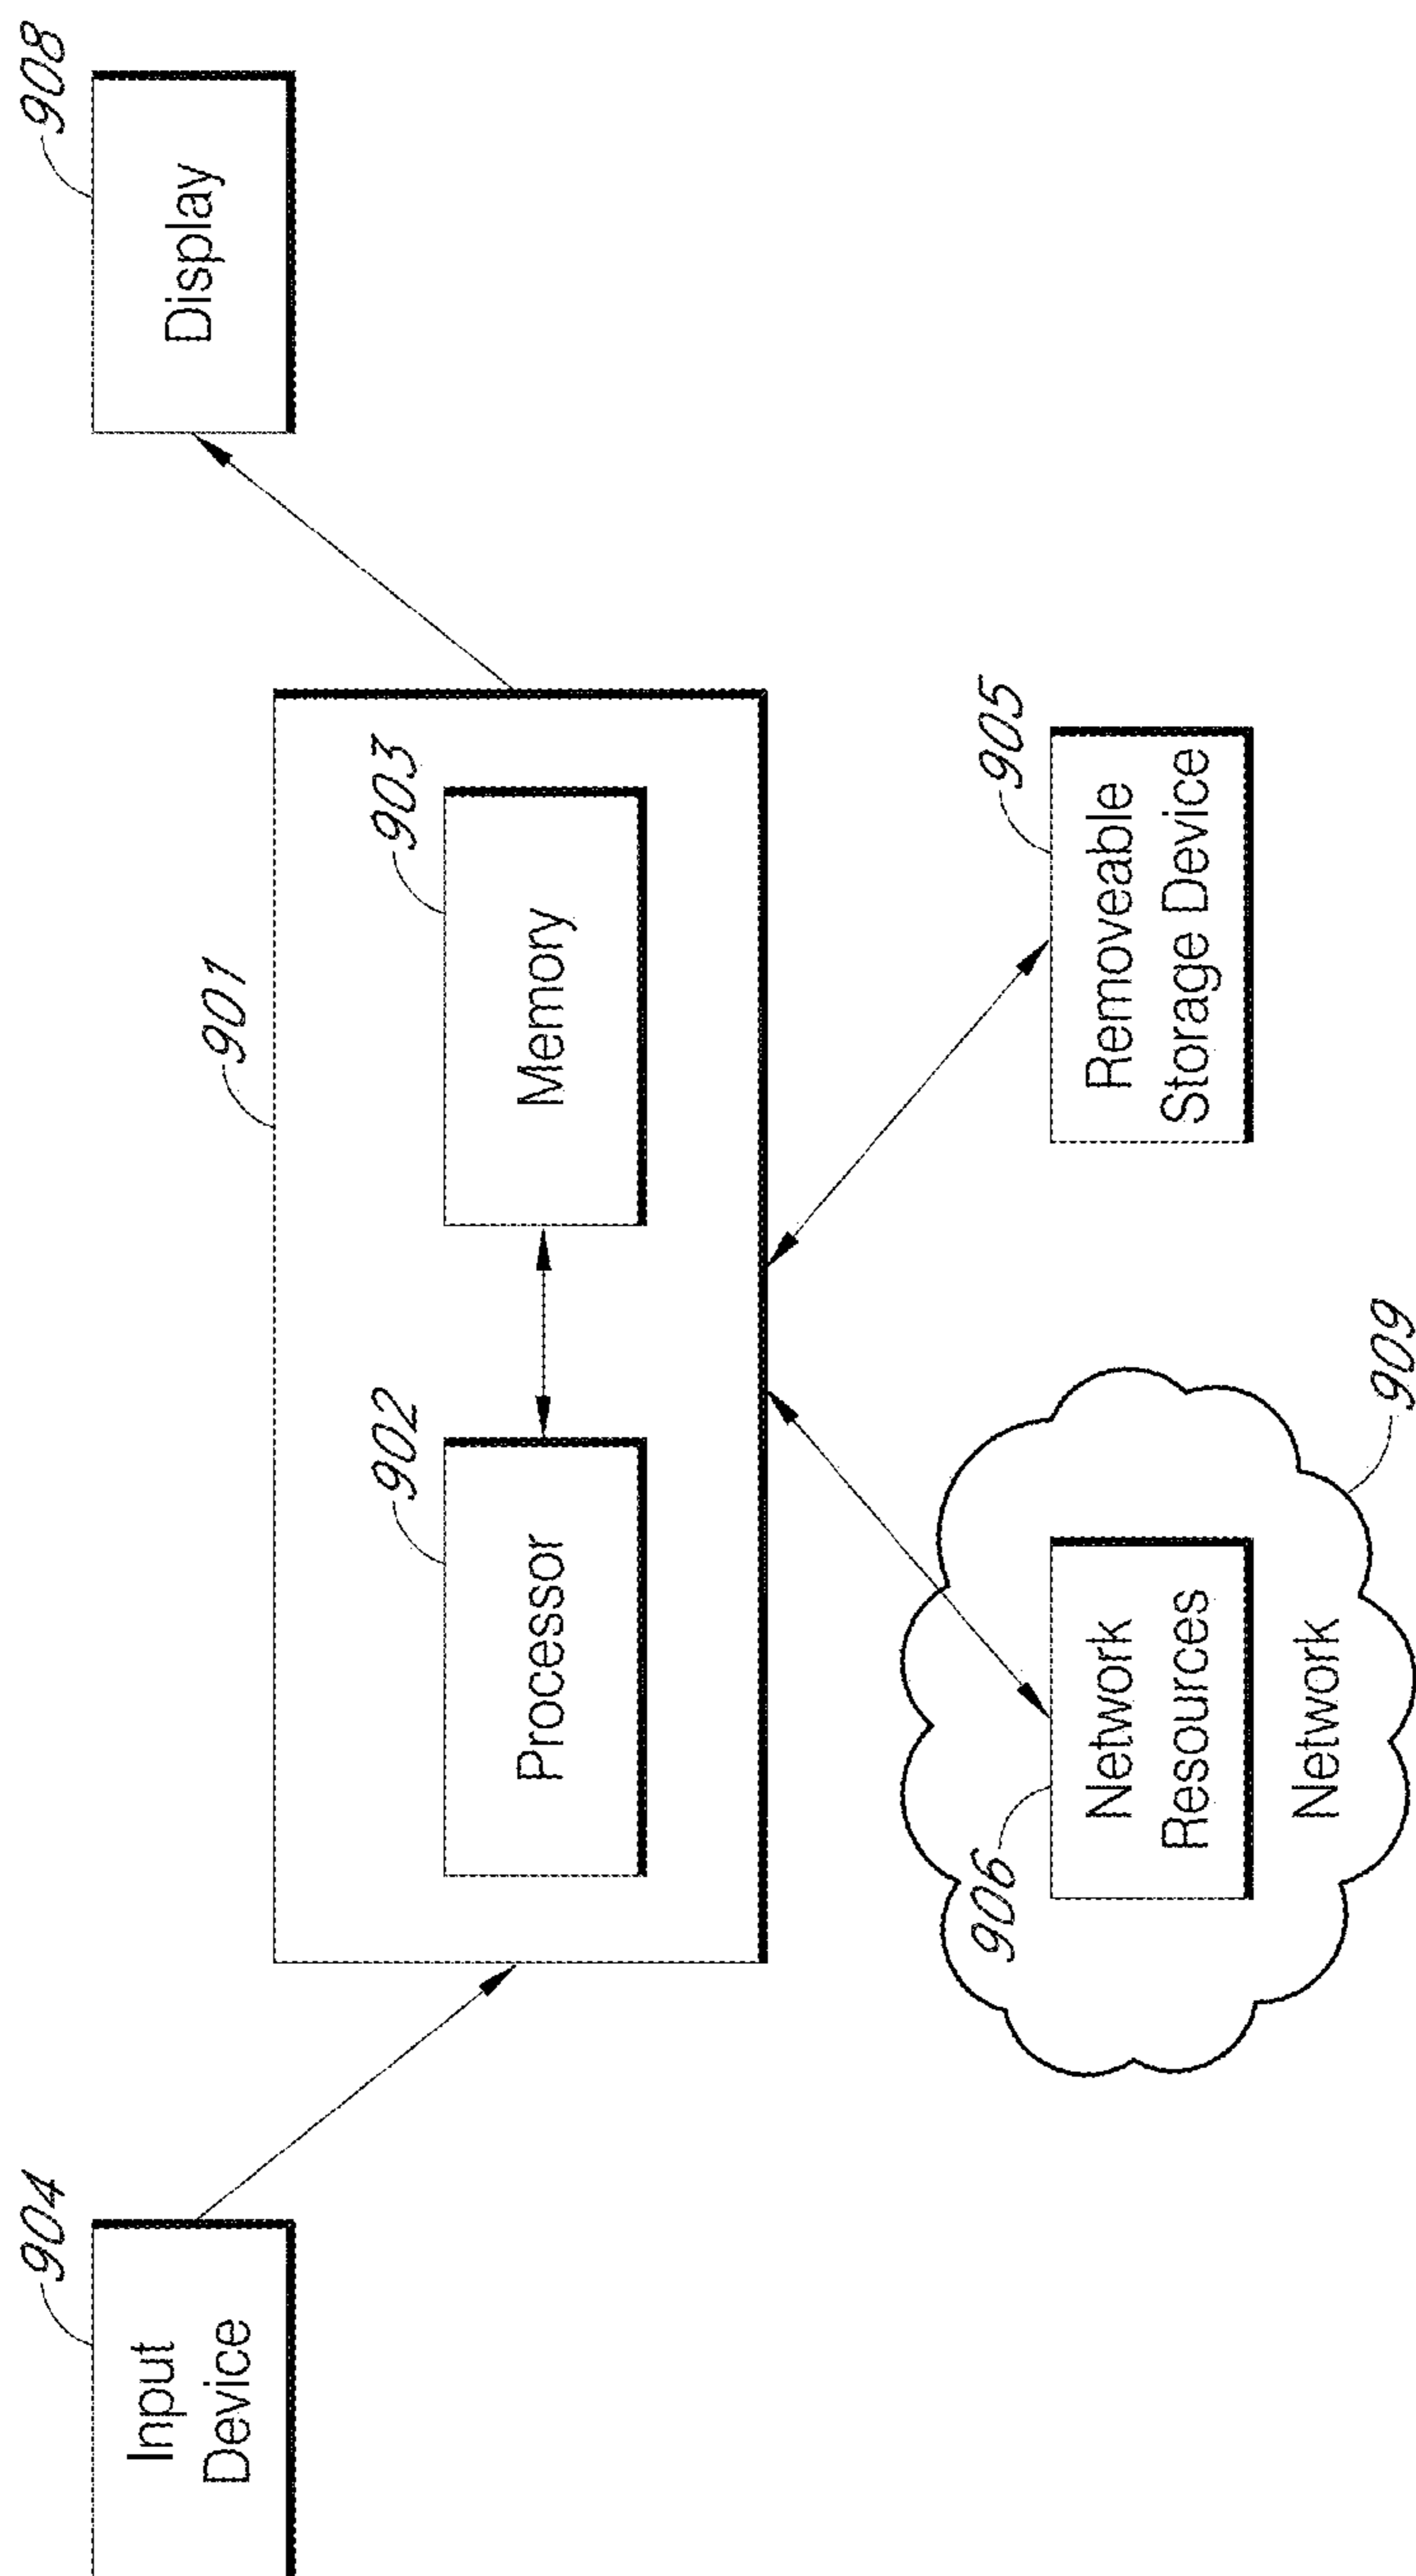 904
Input
Device
901
902
Processor
903
Memory
908
Display
906
Network
Resources
Network
909
905
Removeable
Storage Device